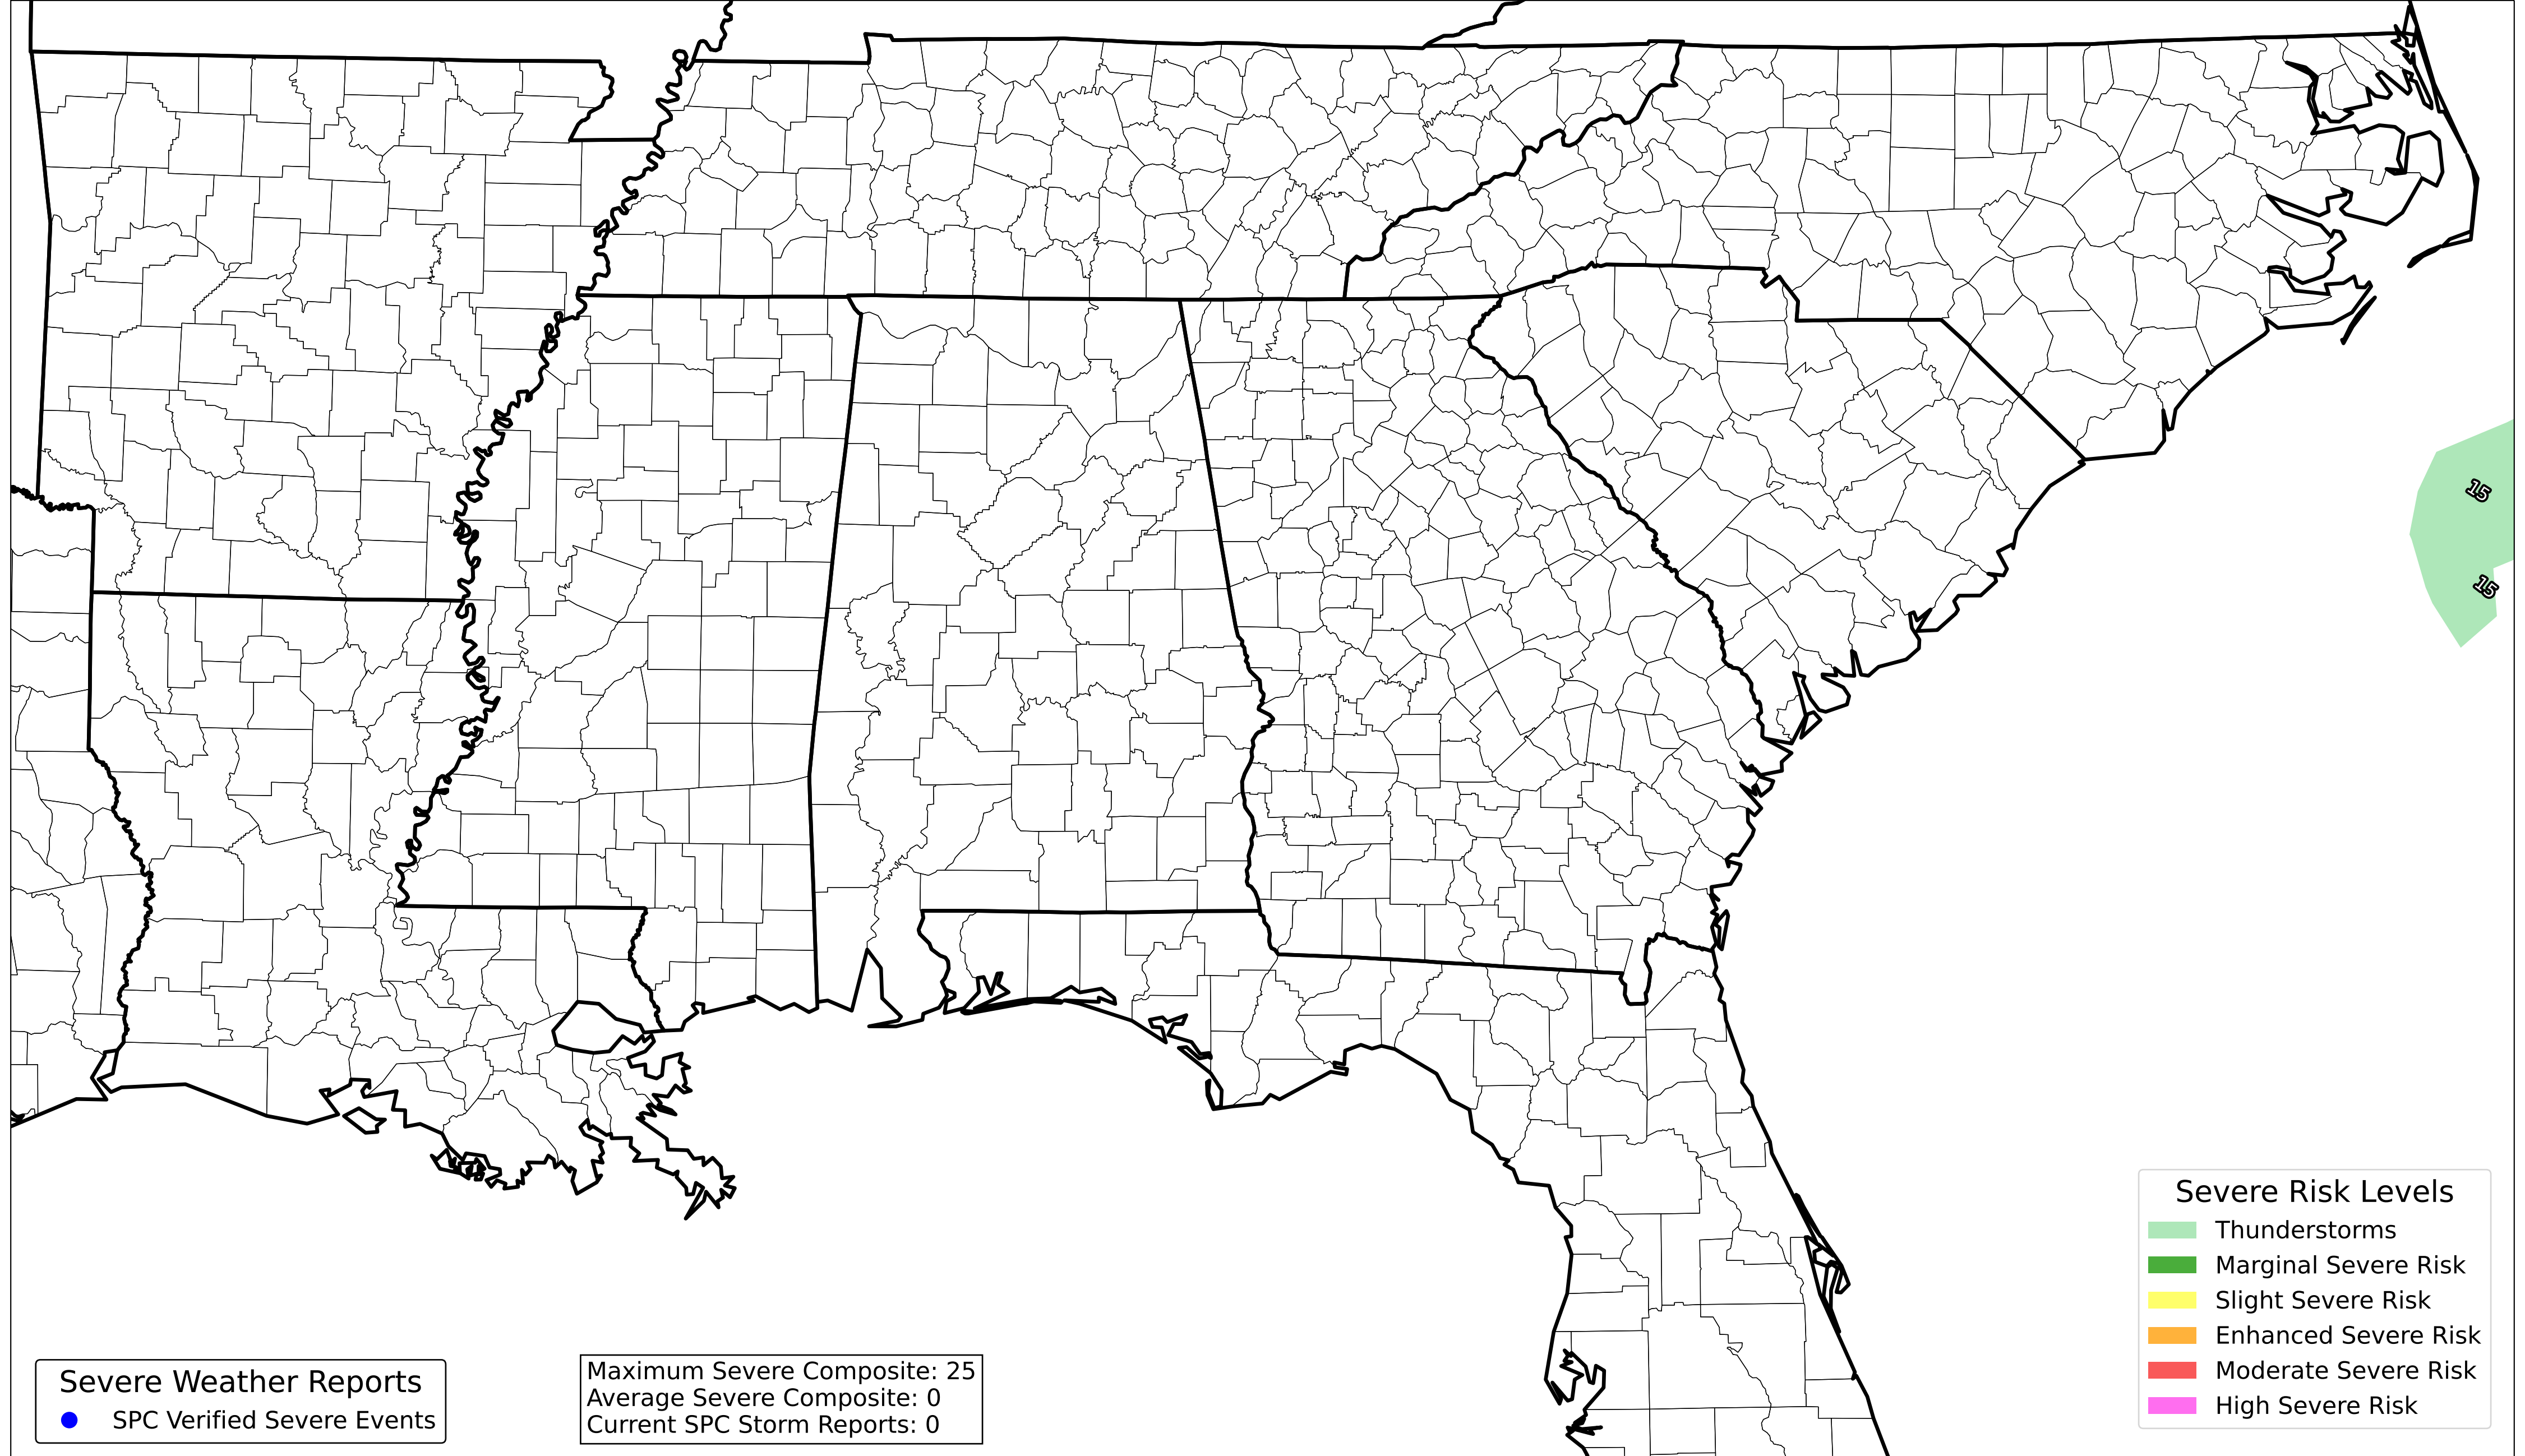 15
15
Severe Risk Levels
Thunderstorms
Marginal Severe Risk
Slight Severe Risk
Enhanced Severe Risk
Moderate Severe Risk
High Severe Risk
Severe Weather Reports
SPC Verified Severe Events
Maximum Severe Composite: 25
Average Severe Composite: 0
Current SPC Storm Reports: 0